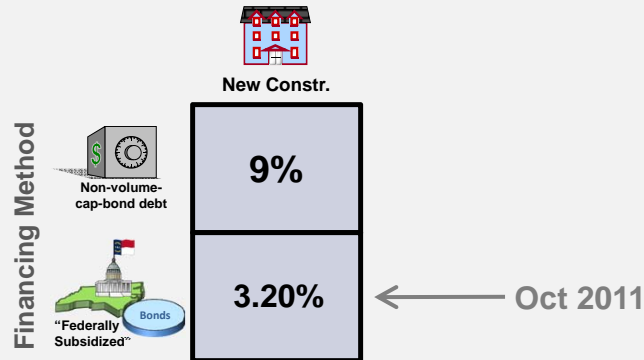 New Constr.
Financing Method
$
Non-volume-
cap-bond debt
9%
Bonds
“Federally
Subsidized”
3.20%
Oct 2011